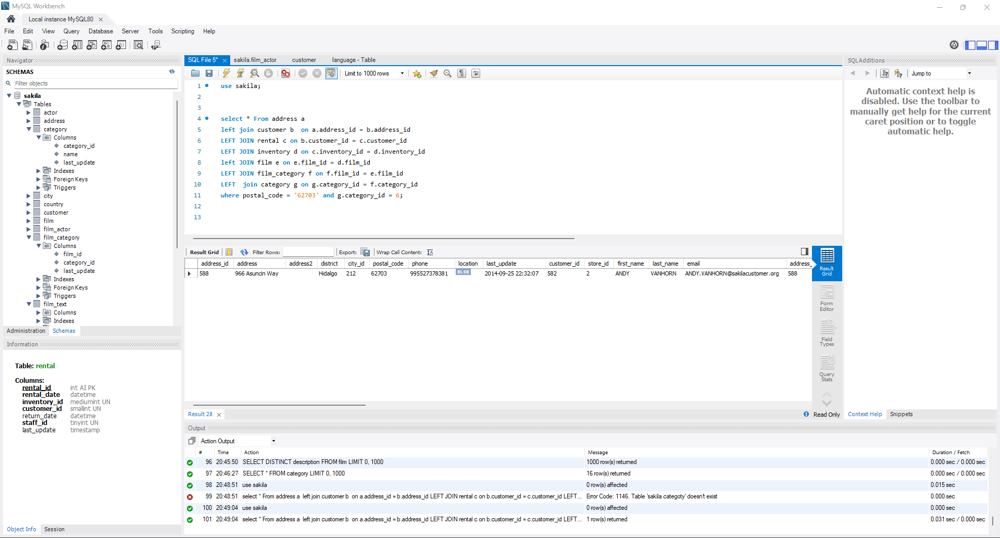 MySQL Workbench
Local instance MySQL80
File Edit View Query Database Server Tools Scripting Help
Navigator
SCHEMAS
Filter objects
sakila
Tables
actor
address
category
Columns
category_id
name
last_update
Indexes
Foreign Keys
Triggers
city
country
customer
film
film_actor
film_category
Columns
film_id
category_id
last_update
Indexes
Foreign Keys
Triggers
film_text
Columns
Indexes
Administration Schemas
Information
Table: rental
Columns:
rental_id int AI PK
rental_date datetime
inventory_id mediumint UN
customer_id smallint UN
return_date datetime
staff_id tinyint UN
last_update timestamp
Object Info Session
SQL File 5* sakila.film_actor customer language - Table
Limit to 1000 rows
1 use sakila;
2
3
4 select * From address a
5 left join customer b  on a.address_id = b.address_id
6 LEFT JOIN rental c on b.customer_id = c.customer_id
7 LEFT JOIN inventory d on c.inventory_id = d.inventory_id
8 left JOIN film e on e.film_id = d.film_id
9 LEFT JOIN film_category f on f.film_id = e.film_id
10 LEFT  join category g on g.category_id = f.category_id
11 where postal_code = '62703' and g.category_id = 6;
12
13
Result Grid Filter Rows: Export: Wrap Cell Content:
address_id address address2 district city_id postal_code phone location last_update customer_id store_id first_name last_name email address_
588 966 Asuncin Way Hidalgo 212 62703 995527378381 BLOB 2014-09-25 22:32:07 582 2 ANDY VANHORN ANDY.VANHORN@sakilacustomer.org 588
Result Grid
Form Editor
Field Types
Query Stats
Result 28 Read Only
SQLAdditions
Jump to
Automatic context help is
disabled. Use the toolbar to
manually get help for the current
caret position or to toggle
automatic help.
Context Help Snippets
Output
Action Output
# Time Action Message Duration / Fetch
96 20:45:50 SELECT DISTINCT description FROM film LIMIT 0, 1000 1000 row(s) returned 0.000 sec / 0.000 sec
97 20:46:27 SELECT * FROM category LIMIT 0, 1000 16 row(s) returned 0.000 sec / 0.000 sec
98 20:48:51 use sakila 0 row(s) affected 0.015 sec
99 20:48:51 select * From address a  left join customer b  on a.address_id = b.address_id LEFT JOIN rental c on b.customer_id = c.customer_id LEFT... Error Code: 1146. Table 'sakila.categoty' doesn't exist 0.000 sec
100 20:49:04 use sakila 0 row(s) affected 0.000 sec
101 20:49:04 select * From address a  left join customer b  on a.address_id = b.address_id LEFT JOIN rental c on b.customer_id = c.customer_id LEFT... 1 row(s) returned 0.031 sec / 0.000 sec